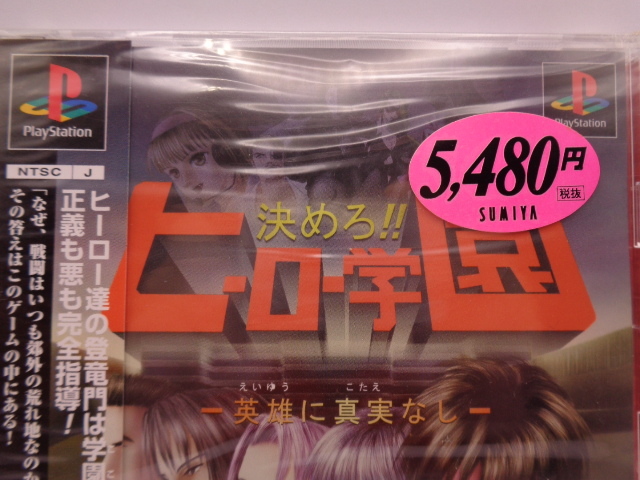 PlayStation
NTSC J
ヒーロー達の登竜門は学園
正義も悪も完全指導!
「なぜ、戦闘はいつも郊外の荒れ地なのか
その答えはこのゲームの中にある!
PlayStation
5,480円
税抜
SUMIYA
決めろ!!
ヒーロー学園
えいゆう こたえ
－英雄に真実なし－